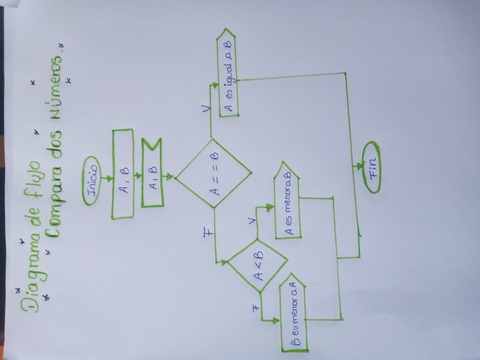 Diagrama de flujo
Compara dos Números.
Inicio
A, B
A, B
A = = B
F
V
A es igual a B
A < B
F
V
B es menor a A
A es menor a B
Fin